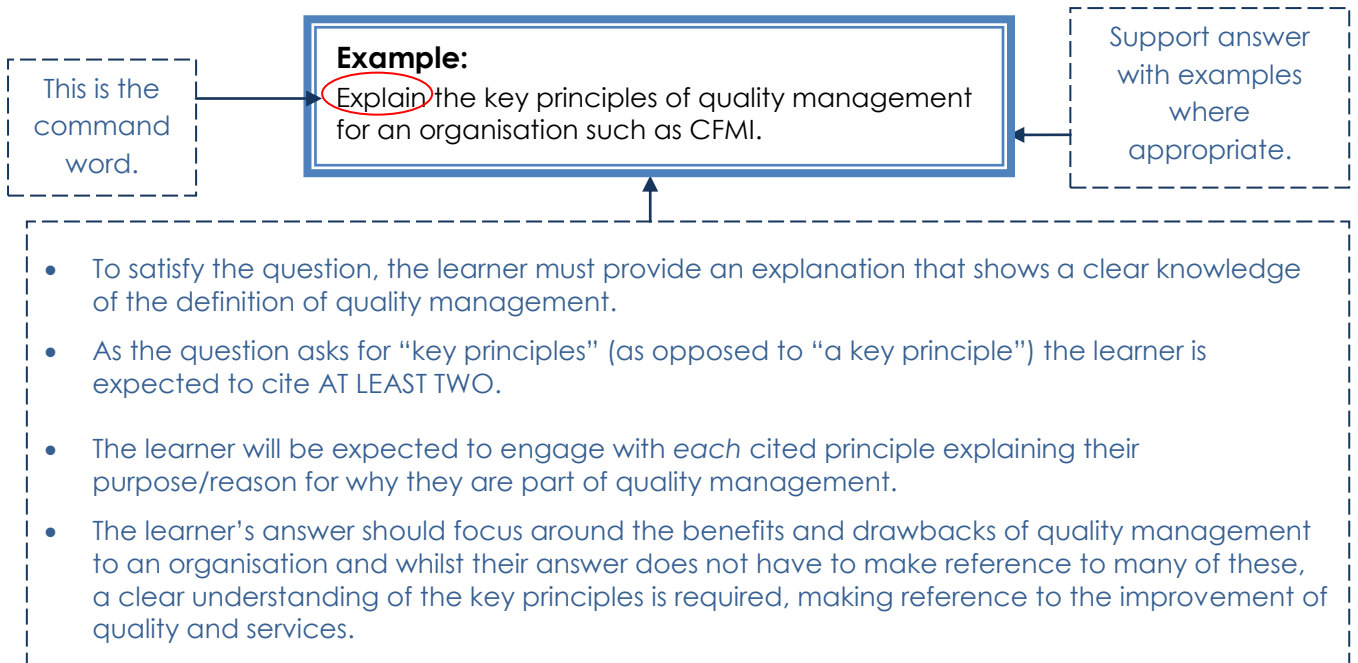 This is the
command
word.
Example:
Explain the key principles of quality management
for an organisation such as CFMI.
Support answer
with examples
where
appropriate.
• To satisfy the question, the learner must provide an explanation that shows a clear knowledge
of the definition of quality management.
• As the question asks for “key principles” (as opposed to “a key principle”) the learner is
expected to cite AT LEAST TWO.
• The learner will be expected to engage with each cited principle explaining their
purpose/reason for why they are part of quality management.
• The learner’s answer should focus around the benefits and drawbacks of quality management
to an organisation and whilst their answer does not have to make reference to many of these,
a clear understanding of the key principles is required, making reference to the improvement of
quality and services.